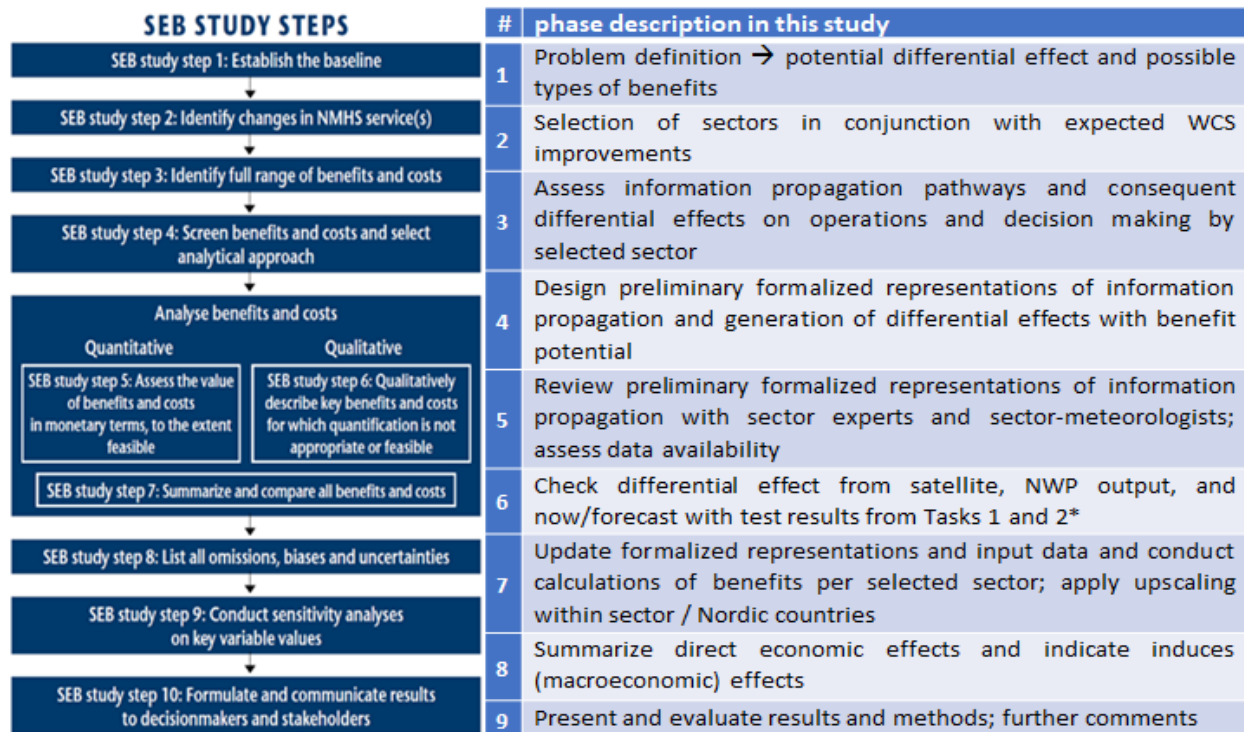 SEB STUDY STEPS
SEB study step 1: Establish the baseline
SEB study step 2: Identify changes in NMHS service(s)
SEB study step 3: Identify full range of benefits and costs
SEB study step 4: Screen benefits and costs and select
analytical approach
Analyse benefits and costs
Quantitative
SEB study step 5: Assess the value
of benefits and costs
in monetary terms, to the extent
feasible
Qualitative
SEB study step 6: Qualitatively
describe key benefits and costs
for which quantification is not
appropriate or feasible
SEB study step 7: Summarize and compare all benefits and costs
SEB study step 8: List all omissions, biases and uncertainties
SEB study step 9: Conduct sensitivity analyses
on key variable values
SEB study step 10: Formulate and communicate results
to decisionmakers and stakeholders
# phase description in this study
1 Problem definition → potential differential effect and possible
types of benefits
2 Selection of sectors in conjunction with expected WCS
improvements
3 Assess information propagation pathways and consequent
differential effects on operations and decision making by
selected sector
4 Design preliminary formalized representations of information
propagation and generation of differential effects with benefit
potential
5 Review preliminary formalized representations of information
propagation with sector experts and sector-meteorologists;
assess data availability
6 Check differential effect from satellite, NWP output, and
now/forecast with test results from Tasks 1 and 2*
7 Update formalized representations and input data and conduct
calculations of benefits per selected sector; apply upscaling
within sector / Nordic countries
8 Summarize direct economic effects and indicate induces
(macroeconomic) effects
9 Present and evaluate results and methods; further comments